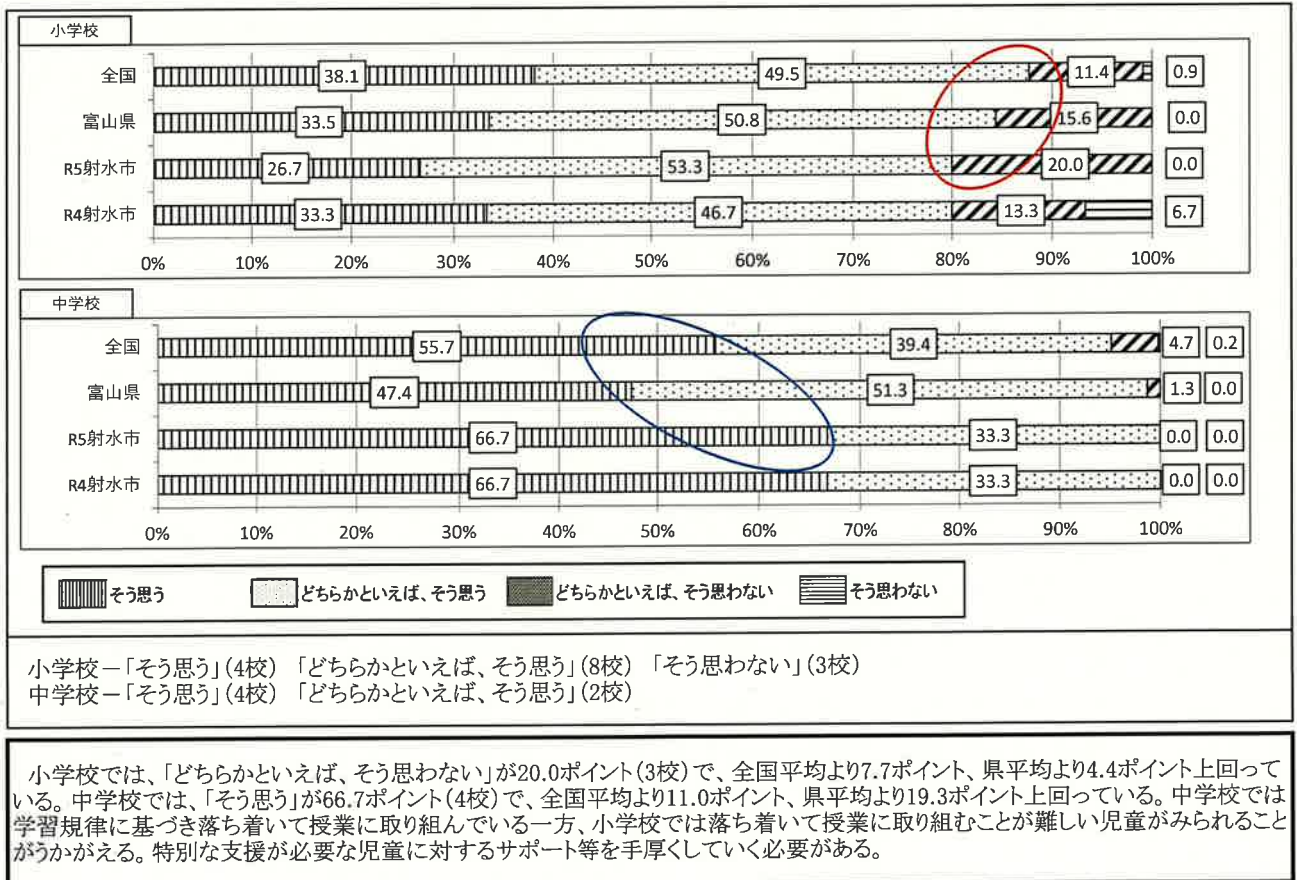 小学校
全国 38.1 49.5 11.4 0.9
富山県 33.5 50.8 15.6 0.0
R5射水市 26.7 53.3 20.0 0.0
R4射水市 33.3 46.7 13.3 6.7
0% 10% 20% 30% 40% 50% 60% 70% 80% 90% 100%
中学校
全国 55.7 39.4 4.7 0.2
富山県 47.4 51.3 1.3 0.0
R5射水市 66.7 33.3 0.0 0.0
R4射水市 66.7 33.3 0.0 0.0
0% 10% 20% 30% 40% 50% 60% 70% 80% 90% 100%
そう思う どちらかといえば、そう思う どちらかといえば、そう思わない そう思わない
小学校－「そう思う」(4校) 「どちらかといえば、そう思う」(8校) 「そう思わない」(3校)
中学校－「そう思う」(4校) 「どちらかといえば、そう思う」(2校)
小学校では、「どちらかといえば、そう思わない」が20.0ポイント(3校)で、全国平均より7.7ポイント、県平均より4.4ポイント上回って
いる。中学校では、「そう思う」が66.7ポイント(4校)で、全国平均より11.0ポイント、県平均より19.3ポイント上回っている。中学校では
学習規律に基づき落ち着いて授業に取り組んでいる一方、小学校では落ち着いて授業に取り組むことが難しい児童がみられること
がうかがえる。特別な支援が必要な児童に対するサポート等を手厚くしていく必要がある。